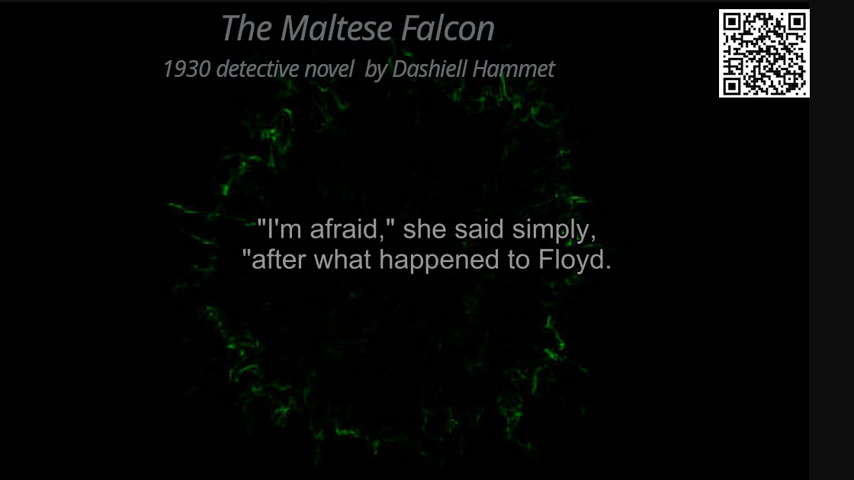 The Maltese Falcon
1930 detective novel by Dashiell Hammet
"I'm afraid," she said simply,
"after what happened to Floyd.